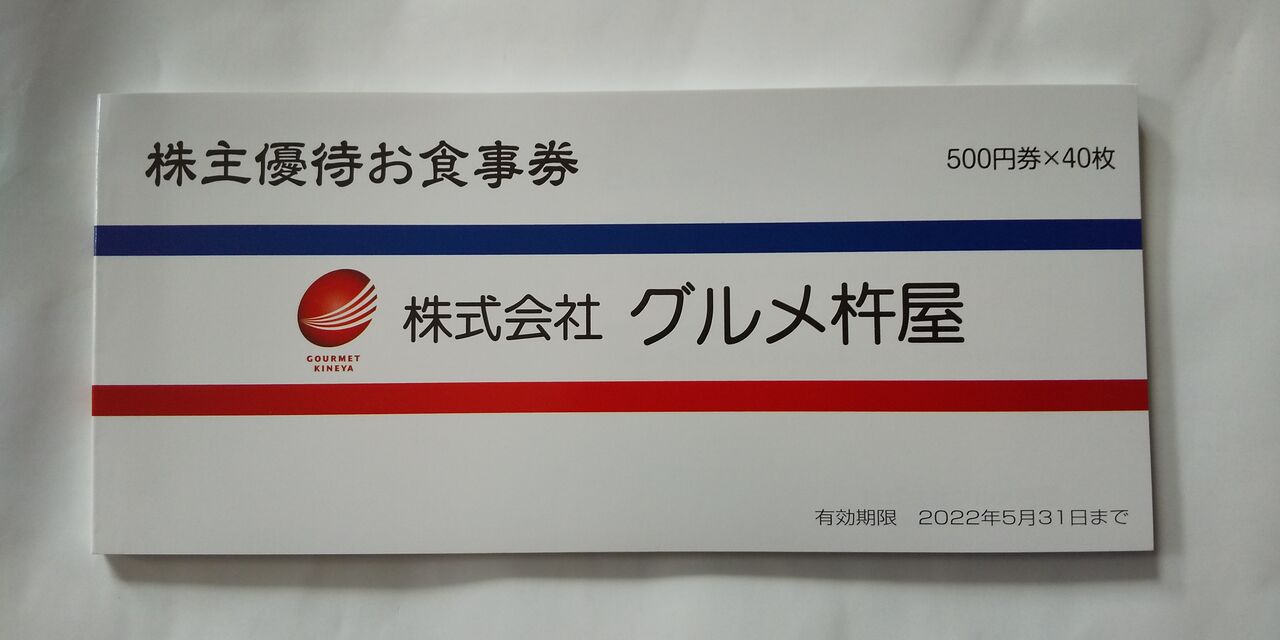 株主優待お食事券
500円券×40枚
GOURMET
KINEYA
株式会社 グルメ杵屋
有効期限 2022年5月31日まで